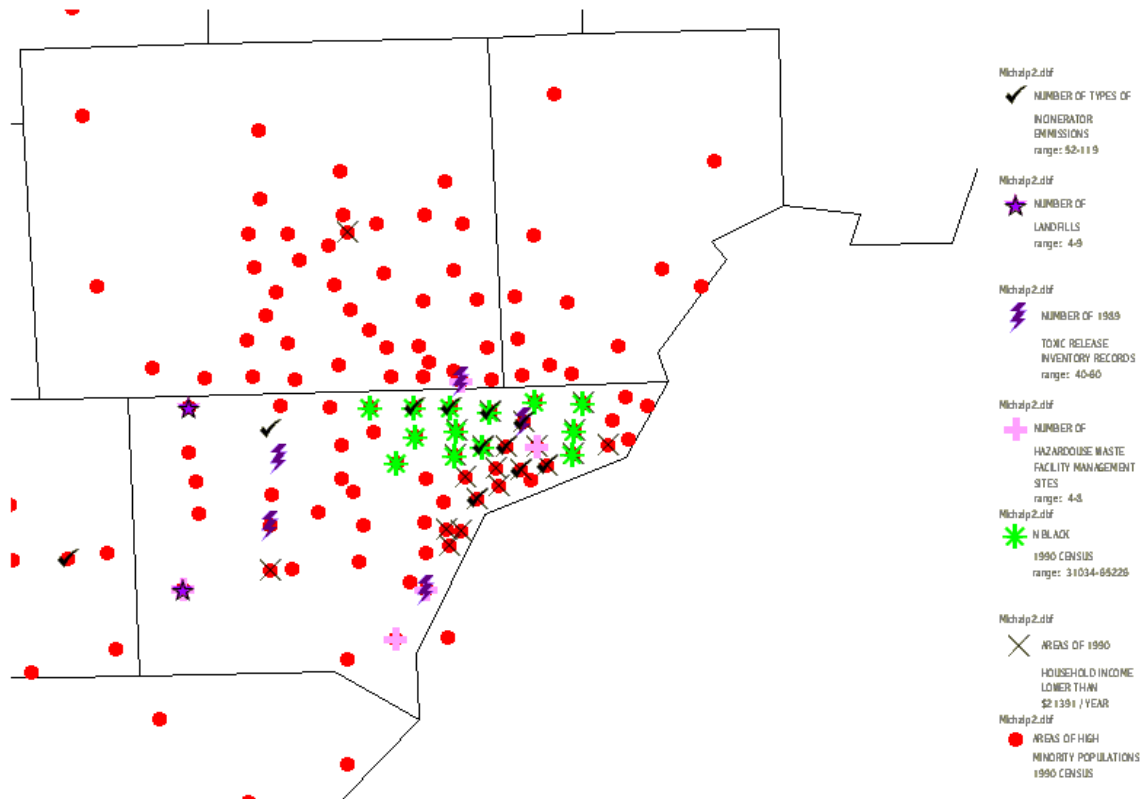 Michzip2.dbf
NUMBER OF TYPES OF
INCINERATOR
EMMISSIONS
range: 52-119
Michzip2.dbf
NUMBER OF
LANDFILLS
range: 4-9
Michzip2.dbf
NUMBER OF 1989
TOXIC RELEASE
INVENTORY RECORDS
range: 40-60
Michzip2.dbf
NUMBER OF
HAZARDOUSE WASTE
FACILITY MANAGEMENT
SITES
range: 4-8
Michzip2.dbf
N BLACK
1990 CENSUS
range: 31034-65226
Michzip2.dbf
AREAS OF 1990
HOUSEHOLD INCOME
LOWER THAN
$21391 / YEAR
Michzip2.dbf
AREAS OF HIGH
MINORITY POPULATIONS
1990 CENSUS